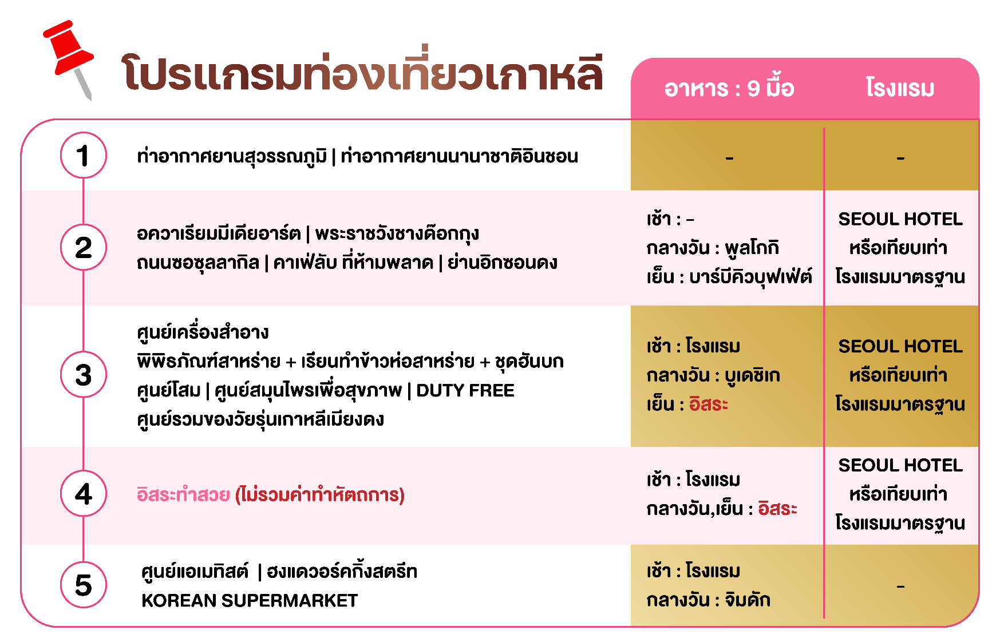 โปรแกรมท่องเที่ยวเกาหลี
อาหาร : 9 มื้อ
โรงแรม
1
ท่าอากาศยานสุวรรณภูมิ | ท่าอากาศยานนานาชาติอินชอน
-
-
2
อควาเรียมมีเดียอาร์ต | พระราชวังชางด๊อกกุง
ถนนซอซุลลากิล | คาเฟ่ลับ ที่ห้ามพลาด | ย่านอิกซอนดง
เช้า : -
กลางวัน : พูลโกกิ
เย็น : บาร์บีคิวบุฟเฟ่ต์
SEOUL HOTEL
หรือเทียบเท่า
โรงแรมมาตรฐาน
3
ศูนย์เครื่องสำอาง
พิพิธภัณฑ์สาหร่าย + เรียนทำข้าวห่อสาหร่าย + ชุดฮันบก
ศูนย์โสม | ศูนย์สมุนไพรเพื่อสุขภาพ | DUTY FREE
ศูนย์รวมของวัยรุ่นเกาหลีเมียงดง
เช้า : โรงแรม
กลางวัน : บูเดชิเก
เย็น : อิสระ
SEOUL HOTEL
หรือเทียบเท่า
โรงแรมมาตรฐาน
4
อิสระทำสวย (ไม่รวมค่าทำหัตถการ)
เช้า : โรงแรม
กลางวัน,เย็น : อิสระ
SEOUL HOTEL
หรือเทียบเท่า
โรงแรมมาตรฐาน
5
ศูนย์แอเมทิสต์ | ฮงแดวอร์คกิ้งสตรีท
KOREAN SUPERMARKET
เช้า : โรงแรม
กลางวัน : จิมดัก
-